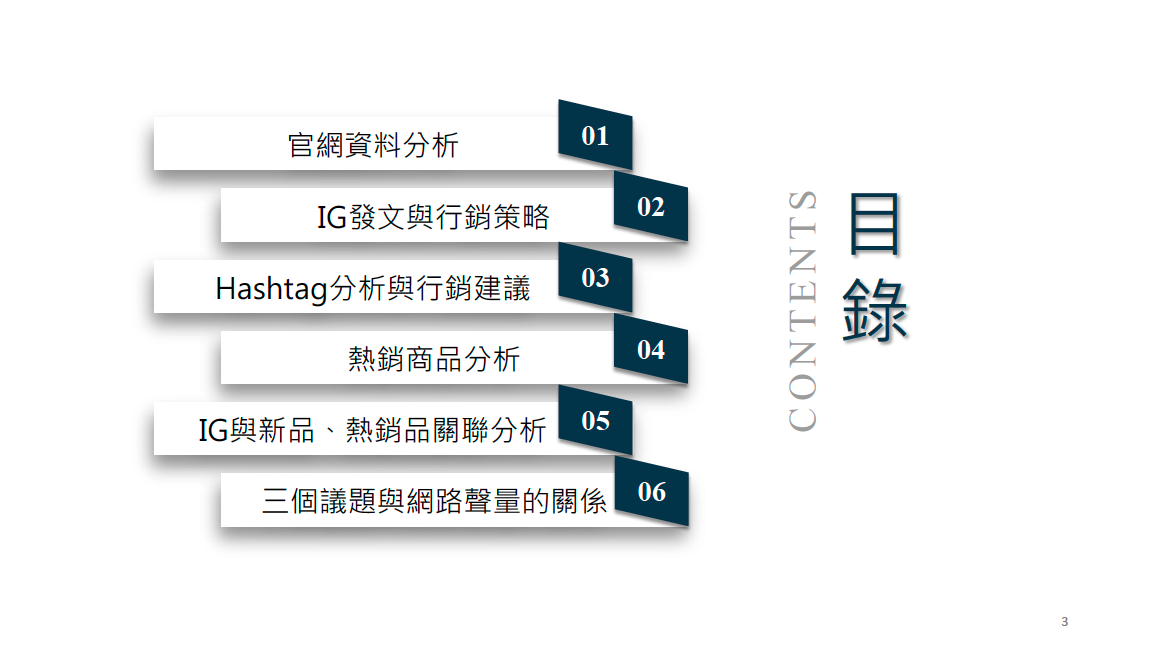 目錄
CONTENTS
官網資料分析 01
IG發文與行銷策略 02
Hashtag分析與行銷建議 03
熱銷商品分析 04
IG與新品、熱銷品關聯分析 05
三個議題與網路聲量的關係 06
3